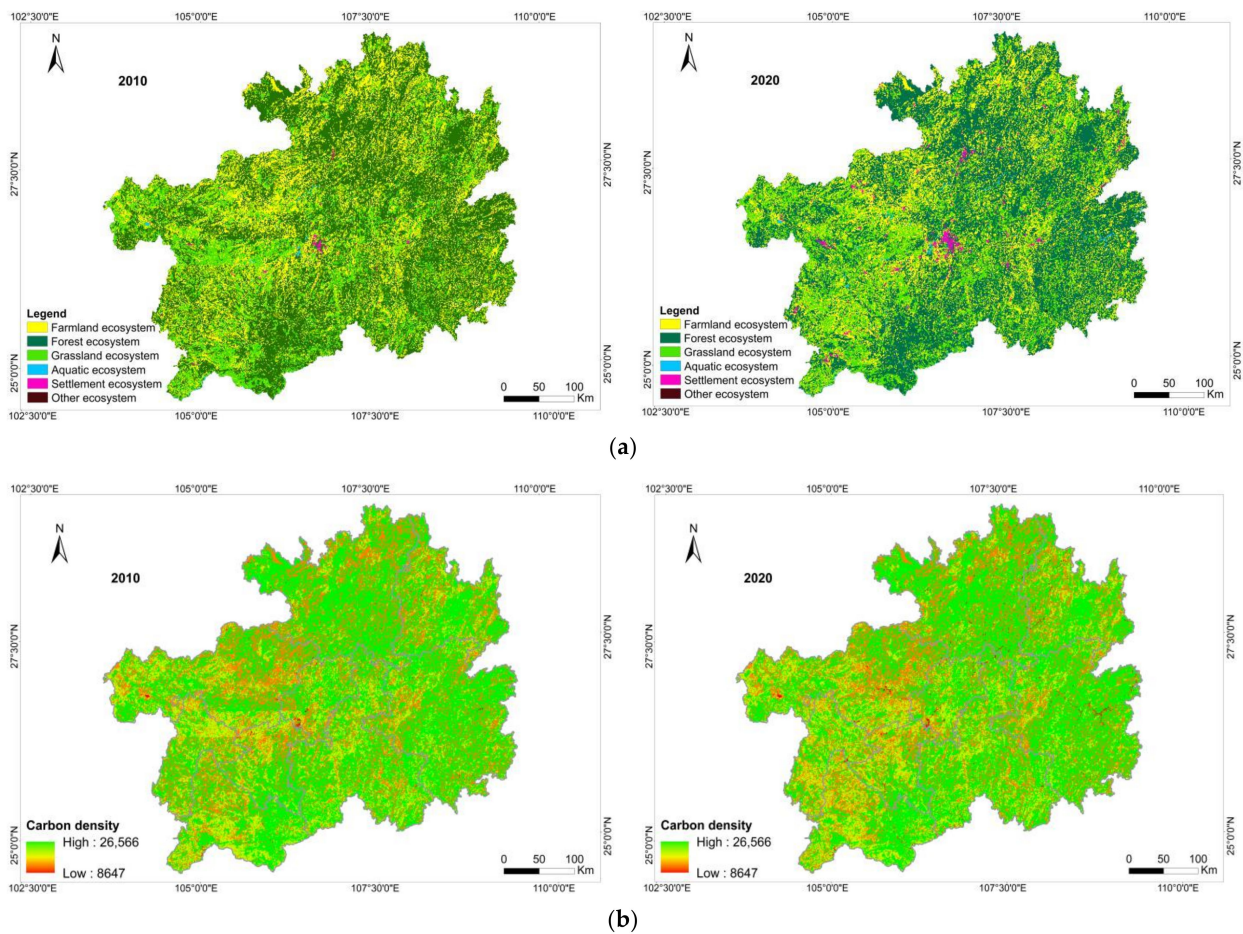 102°30'0"E 105°0'0"E 107°30'0"E 110°0'0"E
N
2010
27°30'0"N
27°30'0"N
25°0'0"N
25°0'0"N
Legend
Farmland ecosystem
Forest ecosystem
Grassland ecosystem
Aquatic ecosystem
Settlement ecosystem
Other ecosystem
0 50 100
Km
102°30'0"E 105°0'0"E 107°30'0"E 110°0'0"E
102°30'0"E 105°0'0"E 107°30'0"E 110°0'0"E
N
2020
27°30'0"N
27°30'0"N
25°0'0"N
25°0'0"N
Legend
Farmland ecosystem
Forest ecosystem
Grassland ecosystem
Aquatic ecosystem
Settlement ecosystem
Other ecosystem
0 50 100
Km
102°30'0"E 105°0'0"E 107°30'0"E 110°0'0"E
(a)
102°30'0"E 105°0'0"E 107°30'0"E 110°0'0"E
N
2010
27°30'0"N
27°30'0"N
25°0'0"N
25°0'0"N
Carbon density
High : 26,566
Low : 8647
0 50 100
Km
102°30'0"E 105°0'0"E 107°30'0"E 110°0'0"E
102°30'0"E 105°0'0"E 107°30'0"E 110°0'0"E
N
2020
27°30'0"N
27°30'0"N
25°0'0"N
25°0'0"N
Carbon density
High : 26,566
Low : 8647
0 50 100
Km
102°30'0"E 105°0'0"E 107°30'0"E 110°0'0"E
(b)